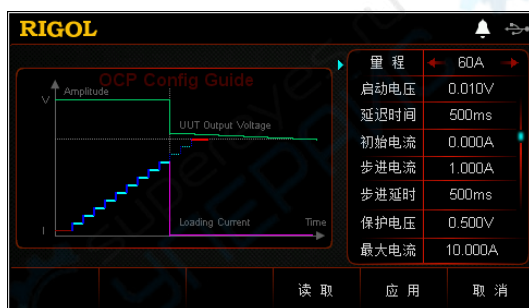 RIGOL
OCP Config Guide
Amplitude
V
UUT Output Voltage
Loading Current
Time
I
量程 60A
启动电压 0.010V
延迟时间 500ms
初始电流 0.000A
步进电流 1.000A
步进延时 500ms
保护电压 0.500V
最大电流 10.000A
读取 应用 取消